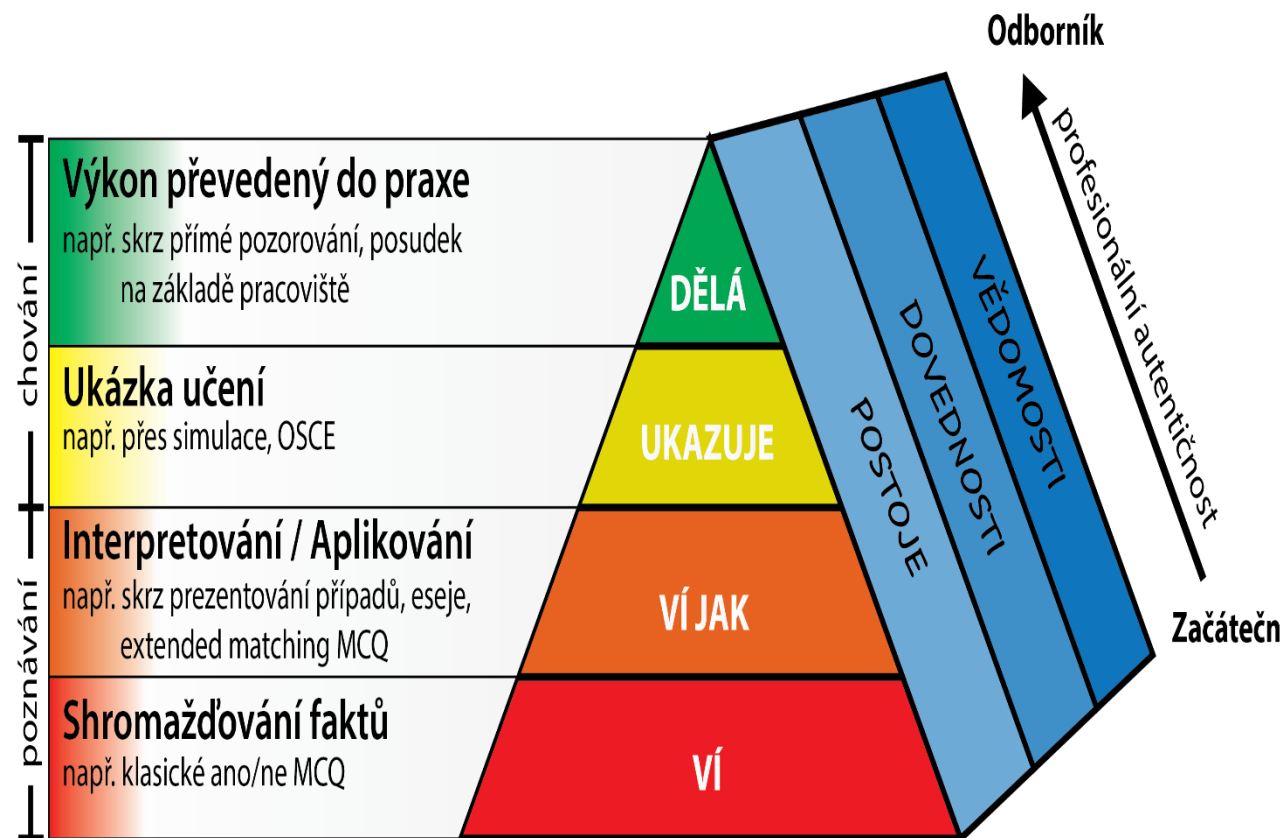 Odborník
profesionální autentičnost
Začátečn
chování
poznávání
Výkon převedený do praxe
např. skrz přímé pozorování, posudek
na základě pracoviště
DĚLÁ
Ukázka učení
např. přes simulace, OSCE
UKAZUJE
Interpretování / Aplikování
např. skrz prezentování případů, eseje,
extended matching MCQ
VÍ JAK
Shromažďování faktů
např. klasické ano/ne MCQ
VÍ
POSTOJE
DOVEDNOSTI
VĚDOMOSTI